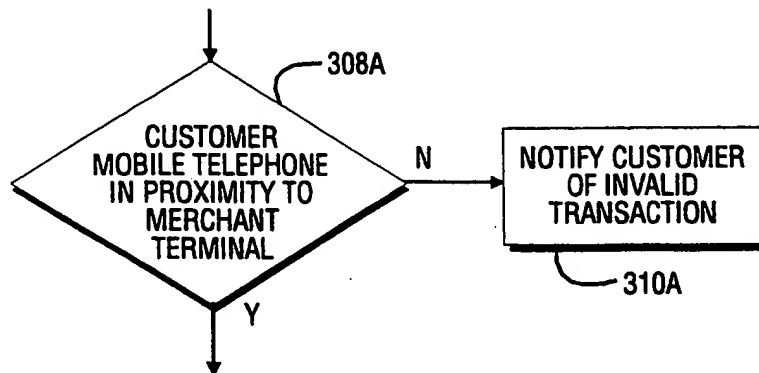 308A
CUSTOMER
MOBILE TELEPHONE
IN PROXIMITY TO
MERCHANT
TERMINAL
N
NOTIFY CUSTOMER
OF INVALID
TRANSACTION
310A
Y